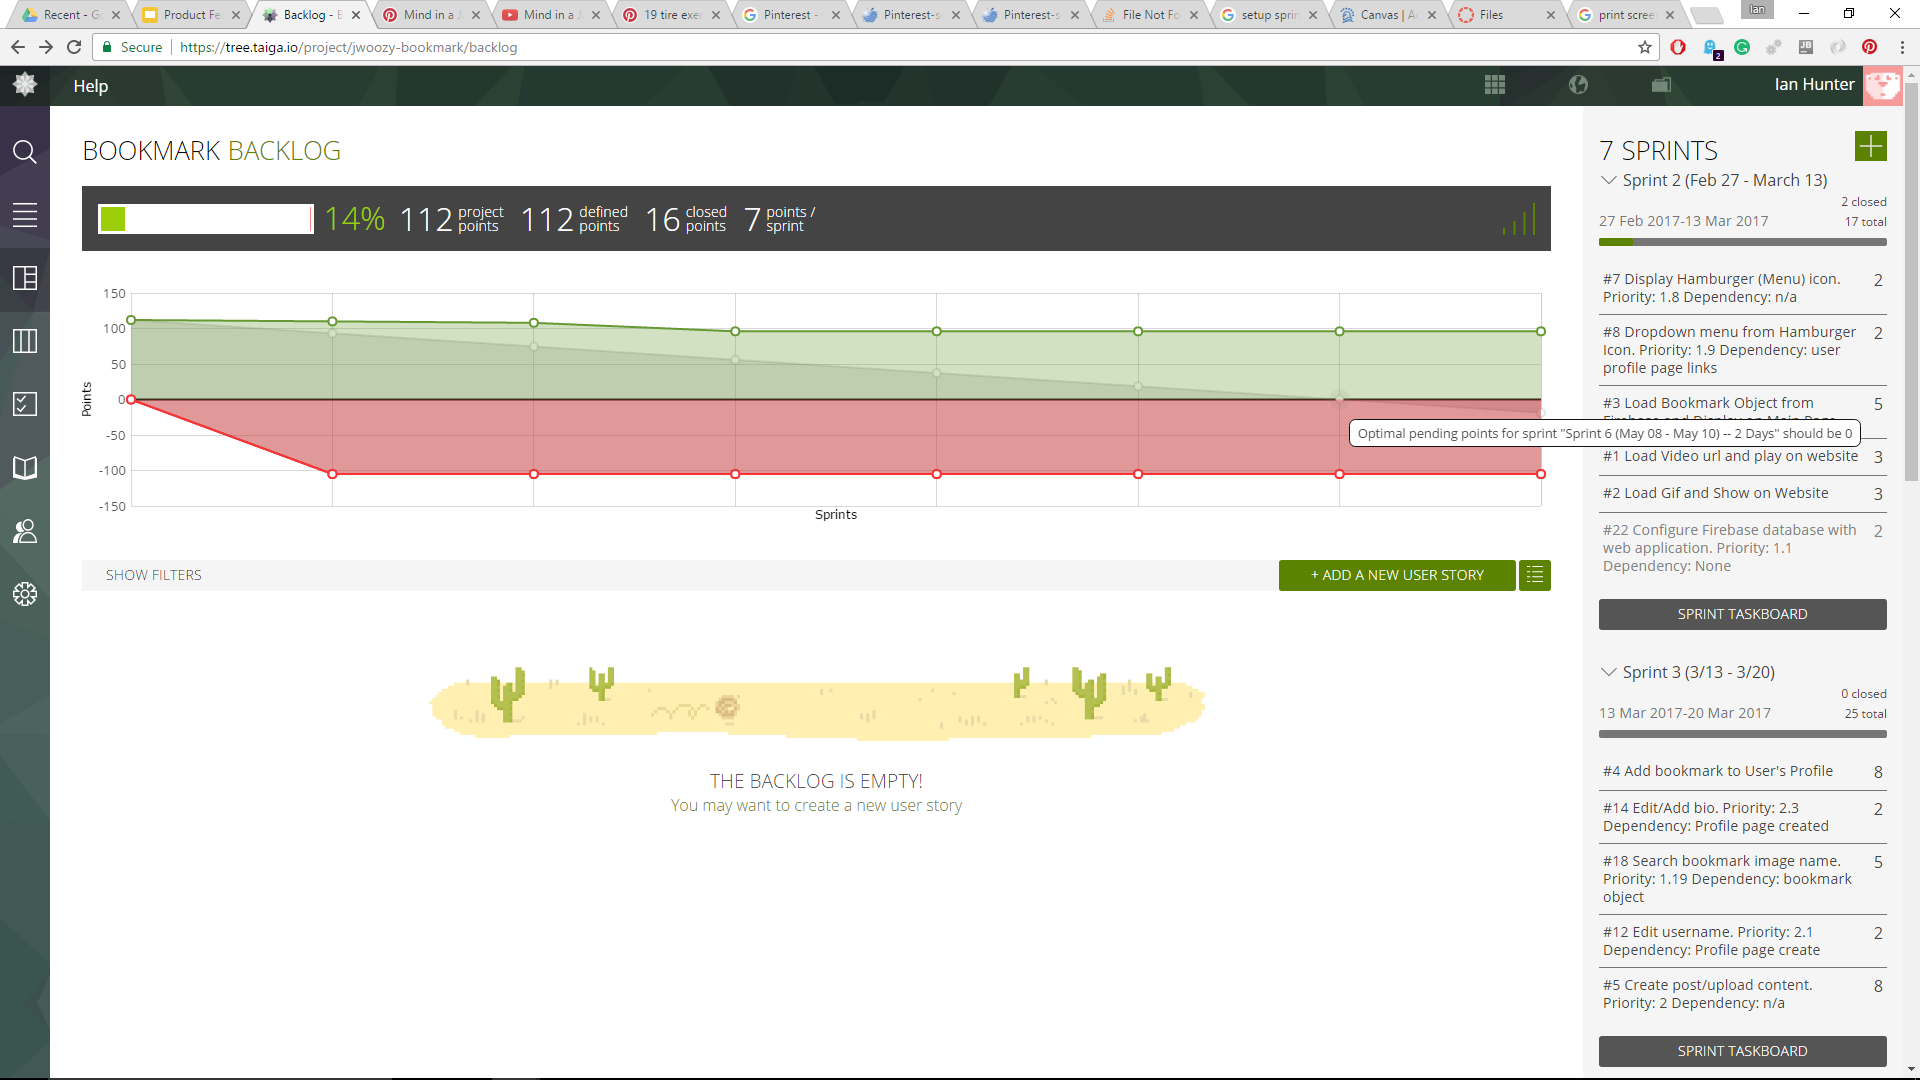 Recent - G
Product Fe
Backlog - B
Mind in a J
Mind in a J
19 tire exer
Pinterest -
Pinterest-s
Pinterest-s
File Not Fo
setup sprin
Canvas | A
Files
print scree
Ian
Secure
https://tree.taiga.io/project/jwoozy-bookmark/backlog
2
JB
Help
Ian Hunter
BOOKMARK BACKLOG
14%
112 project points
112 defined points
16 closed points
7 points / sprint
150
100
50
0
-50
-100
-150
Points
Sprints
Optimal pending points for sprint "Sprint 6 (May 08 - May 10) -- 2 Days" should be 0
SHOW FILTERS
+ ADD A NEW USER STORY
THE BACKLOG IS EMPTY!
You may want to create a new user story
7 SPRINTS
Sprint 2 (Feb 27 - March 13)
2 closed
27 Feb 2017-13 Mar 2017
17 total
#7 Display Hamburger (Menu) icon. 2
Priority: 1.8 Dependency: n/a
#8 Dropdown menu from Hamburger 2
Icon. Priority: 1.9 Dependency: user
profile page links
#3 Load Bookmark Object from 5
#1 Load Video url and play on website 3
#2 Load Gif and Show on Website 3
#22 Configure Firebase database with 2
web application. Priority: 1.1
Dependency: None
SPRINT TASKBOARD
Sprint 3 (3/13 - 3/20)
0 closed
13 Mar 2017-20 Mar 2017
25 total
#4 Add bookmark to User's Profile 8
#14 Edit/Add bio. Priority: 2.3 2
Dependency: Profile page created
#18 Search bookmark image name. 5
Priority: 1.19 Dependency: bookmark
object
#12 Edit username. Priority: 2.1 2
Dependency: Profile page create
#5 Create post/upload content. 8
Priority: 2 Dependency: n/a
SPRINT TASKBOARD